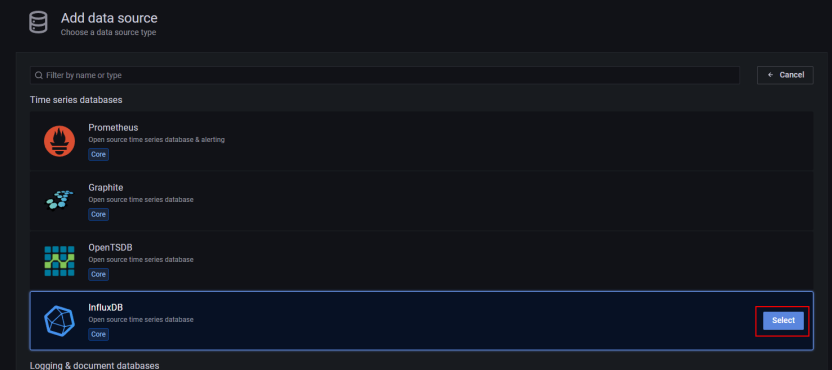 Add data source
Choose a data source type
Filter by name or type
← Cancel
Time series databases
Prometheus
Open source time series database & alerting
Core
Graphite
Open source time series database
Core
OpenTSDB
Open source time series database
Core
InfluxDB
Open source time series database
Core
Select
Logging & document databases